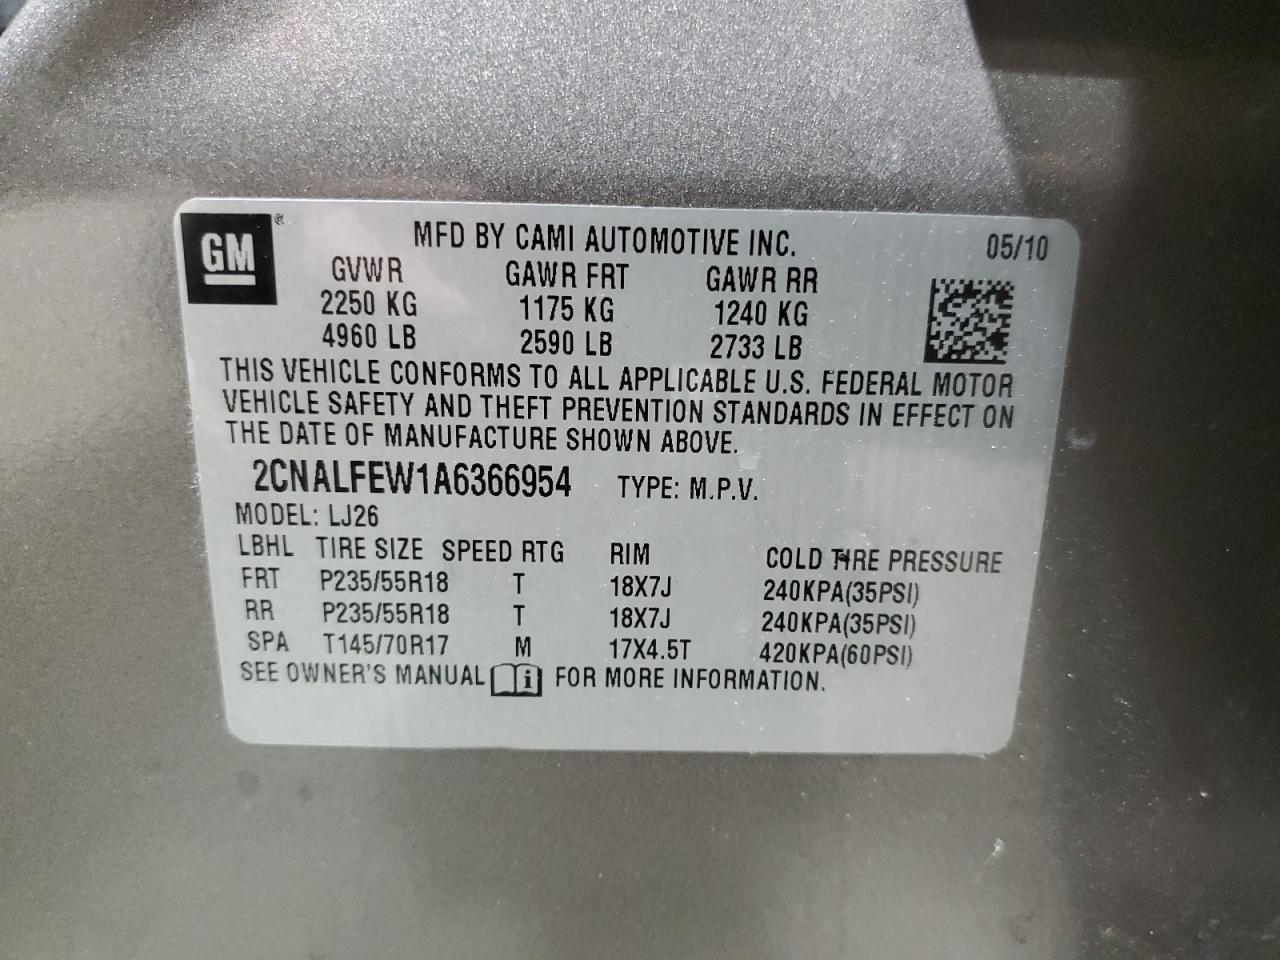 GM ®
MFD BY CAMI AUTOMOTIVE INC. 05/10
GVWR GAWR FRT GAWR RR
2250 KG 1175 KG 1240 KG
4960 LB 2590 LB 2733 LB
THIS VEHICLE CONFORMS TO ALL APPLICABLE U.S. FEDERAL MOTOR
VEHICLE SAFETY AND THEFT PREVENTION STANDARDS IN EFFECT ON
THE DATE OF MANUFACTURE SHOWN ABOVE.
2CNALFEW1A6366954 TYPE: M.P.V.
MODEL: LJ26
LBHL TIRE SIZE SPEED RTG RIM COLD TIRE PRESSURE
FRT P235/55R18 T 18X7J 240KPA(35PSI)
RR P235/55R18 T 18X7J 240KPA(35PSI)
SPA T145/70R17 M 17X4.5T 420KPA(60PSI)
SEE OWNER'S MANUAL i FOR MORE INFORMATION.